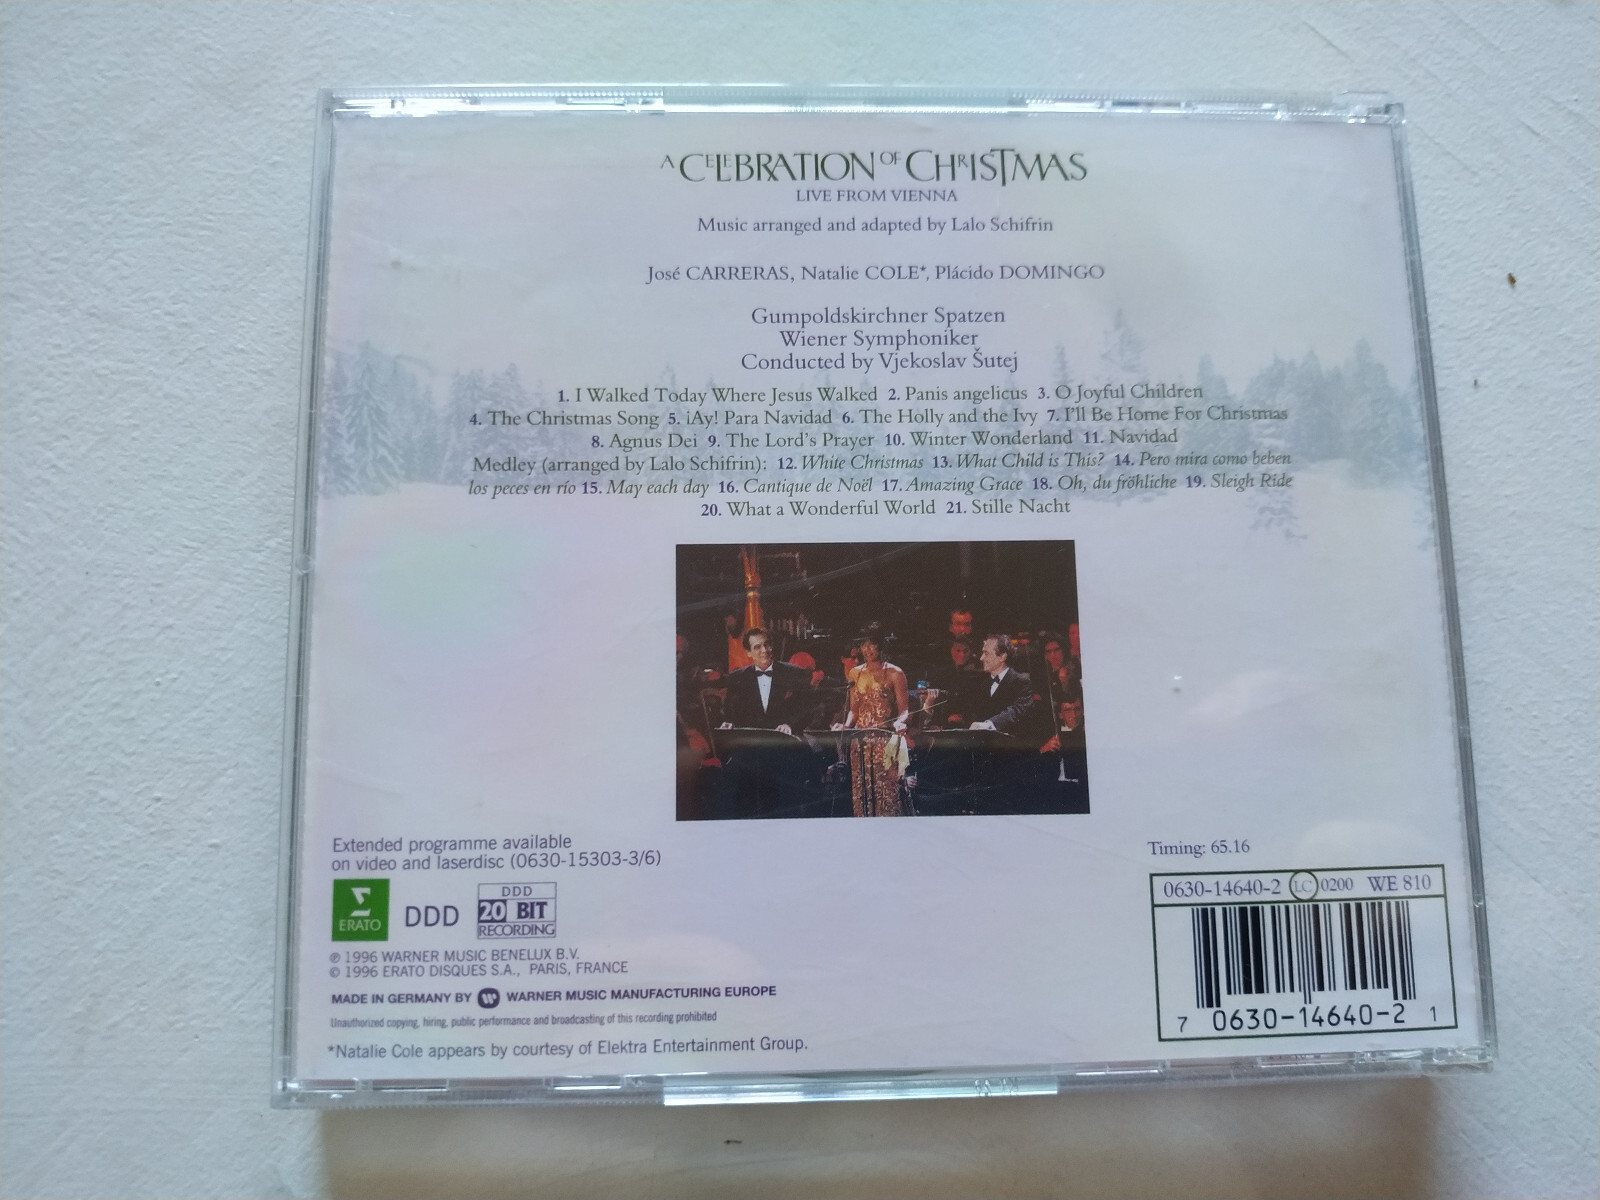 A CELEBRATION OF CHRISTMAS
LIVE FROM VIENNA
Music arranged and adapted by Lalo Schifrin
José CARRERAS, Natalie COLE*, Plácido DOMINGO
Gumpoldskirchner Spatzen
Wiener Symphoniker
Conducted by Vjekoslav Šutej
1. I Walked Today Where Jesus Walked 2. Panis angelicus 3. O Joyful Children
4. The Christmas Song 5. ¡Ay! Para Navidad 6. The Holly and the Ivy 7. I'll Be Home For Christmas
8. Agnus Dei 9. The Lord's Prayer 10. Winter Wonderland 11. Navidad
Medley (arranged by Lalo Schifrin): 12. White Christmas 13. What Child is This? 14. Pero mira como beben
los peces en río 15. May each day 16. Cantique de Noël 17. Amazing Grace 18. Oh, du fröhliche 19. Sleigh Ride
20. What a Wonderful World 21. Stille Nacht
Extended programme available
on video and laserdisc (0630-15303-3/6)
ERATO
DDD
DDD
20 BIT
RECORDING
℗ 1996 WARNER MUSIC BENELUX B.V.
© 1996 ERATO DISQUES S.A., PARIS, FRANCE
MADE IN GERMANY BY WARNER MUSIC MANUFACTURING EUROPE
Unauthorized copying, hiring, public performance and broadcasting of this recording prohibited
*Natalie Cole appears by courtesy of Elektra Entertainment Group.
Timing: 65.16
0630-14640-2 LC 0200 WE 810
7 0630-14640-2 1